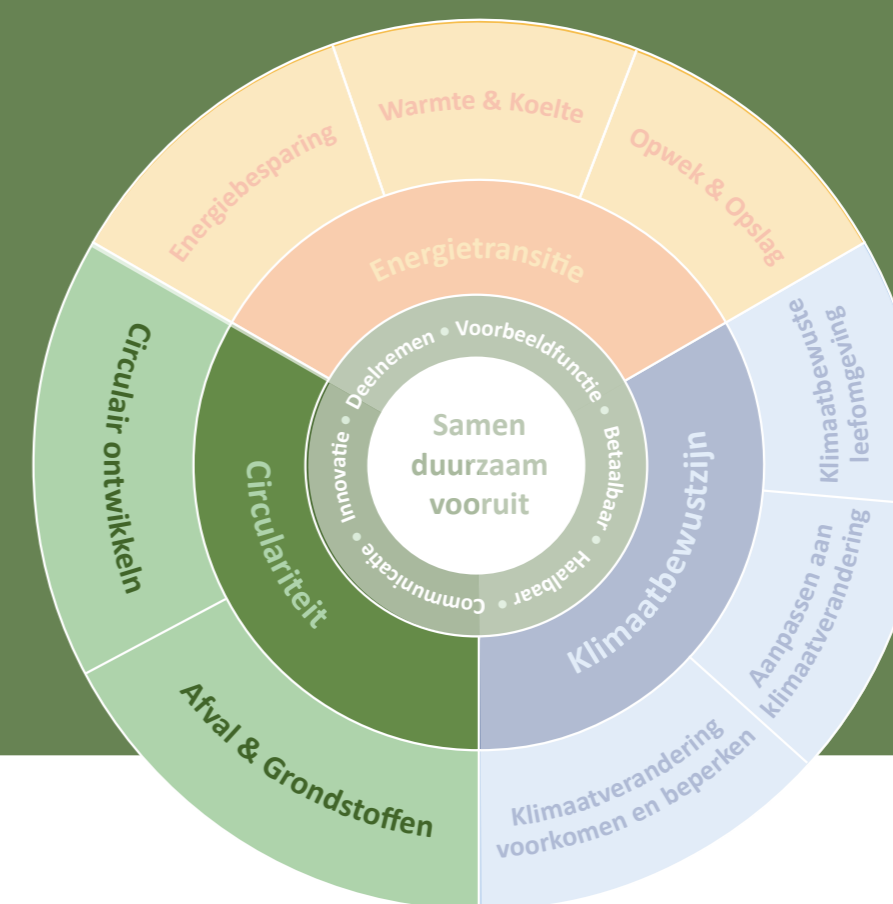 Energiebesparing
Warmte & Koelte
Opwek & Opslag
Energietransitie
Deelnemen • Voorbeeldfunctie • Betaalbaar • Haalbaar • Communicatie • Innovatie •
Samen
duurzaam
vooruit
Circulariteit
Circulair ontwikkelen
Afval & Grondstoffen
Klimaatbewustzijn
Klimaatbewuste
leefomgeving
Aanpassen aan
klimaatverandering
Klimaatverandering
voorkomen en beperken